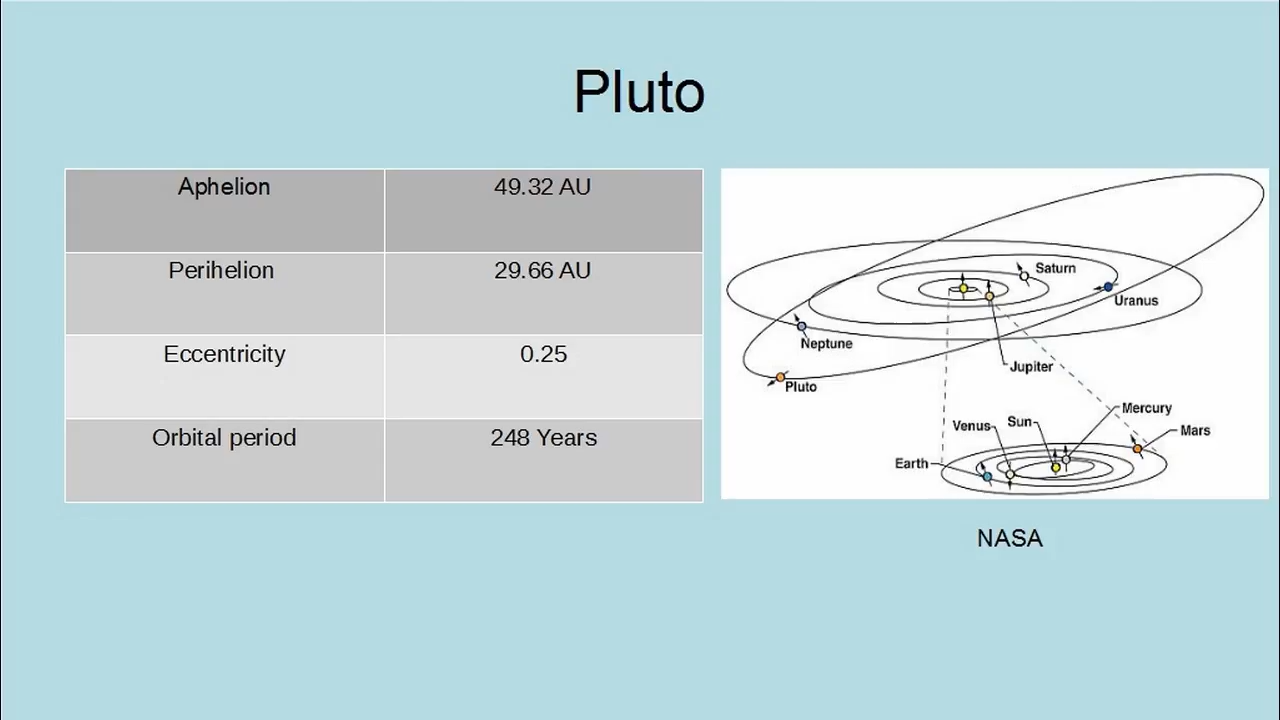 Pluto
Aphelion 49.32 AU
Perihelion 29.66 AU
Eccentricity 0.25
Orbital period 248 Years
Saturn
Uranus
Neptune
Jupiter
Pluto
Mercury
Venus
Sun
Mars
Earth
NASA